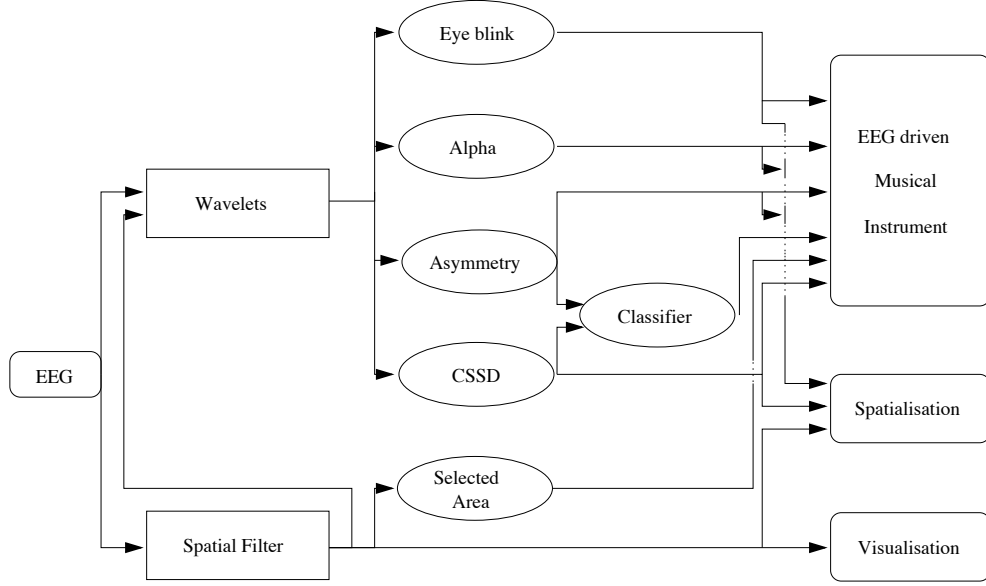 Eye blink
Alpha
EEG driven
Musical
Instrument
Wavelets
Asymmetry
Classifier
EEG
CSSD
Spatialisation
Selected
Area
Spatial Filter
Visualisation